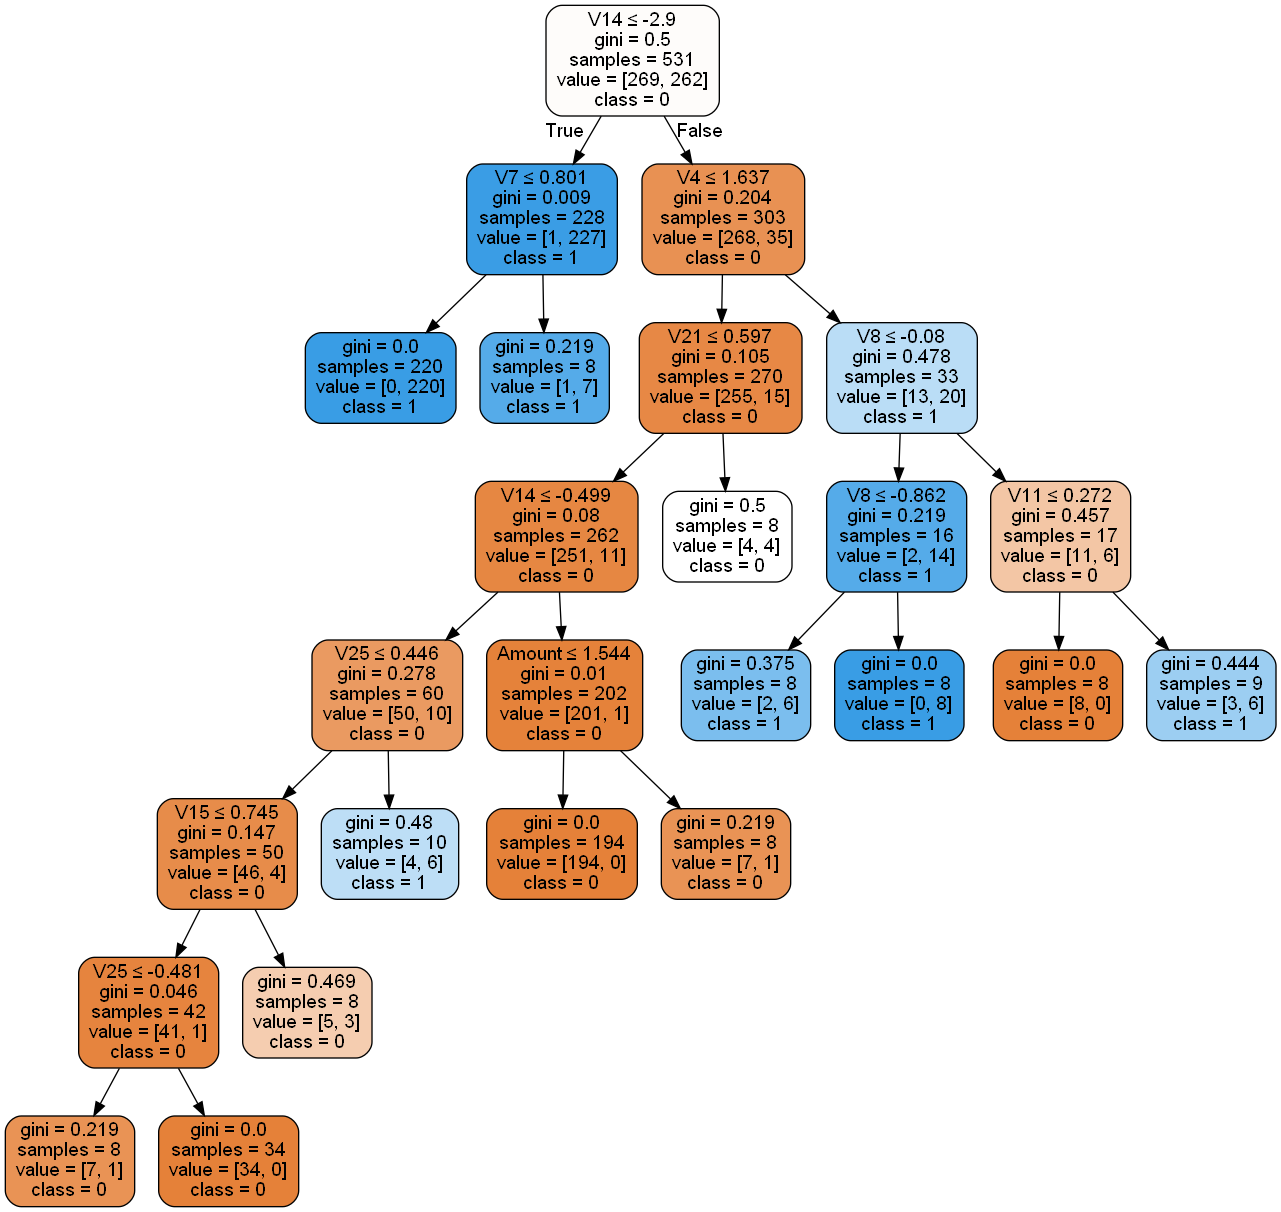 V14 ≤ -2.9
gini = 0.5
samples = 531
value = [269, 262]
class = 0
True
False
V7 ≤ 0.801
gini = 0.009
samples = 228
value = [1, 227]
class = 1
V4 ≤ 1.637
gini = 0.204
samples = 303
value = [268, 35]
class = 0
gini = 0.0
samples = 220
value = [0, 220]
class = 1
gini = 0.219
samples = 8
value = [1, 7]
class = 1
V21 ≤ 0.597
gini = 0.105
samples = 270
value = [255, 15]
class = 0
V8 ≤ -0.08
gini = 0.478
samples = 33
value = [13, 20]
class = 1
V14 ≤ -0.499
gini = 0.08
samples = 262
value = [251, 11]
class = 0
gini = 0.5
samples = 8
value = [4, 4]
class = 0
V8 ≤ -0.862
gini = 0.219
samples = 16
value = [2, 14]
class = 1
V11 ≤ 0.272
gini = 0.457
samples = 17
value = [11, 6]
class = 0
V25 ≤ 0.446
gini = 0.278
samples = 60
value = [50, 10]
class = 0
Amount ≤ 1.544
gini = 0.01
samples = 202
value = [201, 1]
class = 0
gini = 0.375
samples = 8
value = [2, 6]
class = 1
gini = 0.0
samples = 8
value = [0, 8]
class = 1
gini = 0.0
samples = 8
value = [8, 0]
class = 0
gini = 0.444
samples = 9
value = [3, 6]
class = 1
V15 ≤ 0.745
gini = 0.147
samples = 50
value = [46, 4]
class = 0
gini = 0.48
samples = 10
value = [4, 6]
class = 1
gini = 0.0
samples = 194
value = [194, 0]
class = 0
gini = 0.219
samples = 8
value = [7, 1]
class = 0
V25 ≤ -0.481
gini = 0.046
samples = 42
value = [41, 1]
class = 0
gini = 0.469
samples = 8
value = [5, 3]
class = 0
gini = 0.219
samples = 8
value = [7, 1]
class = 0
gini = 0.0
samples = 34
value = [34, 0]
class = 0